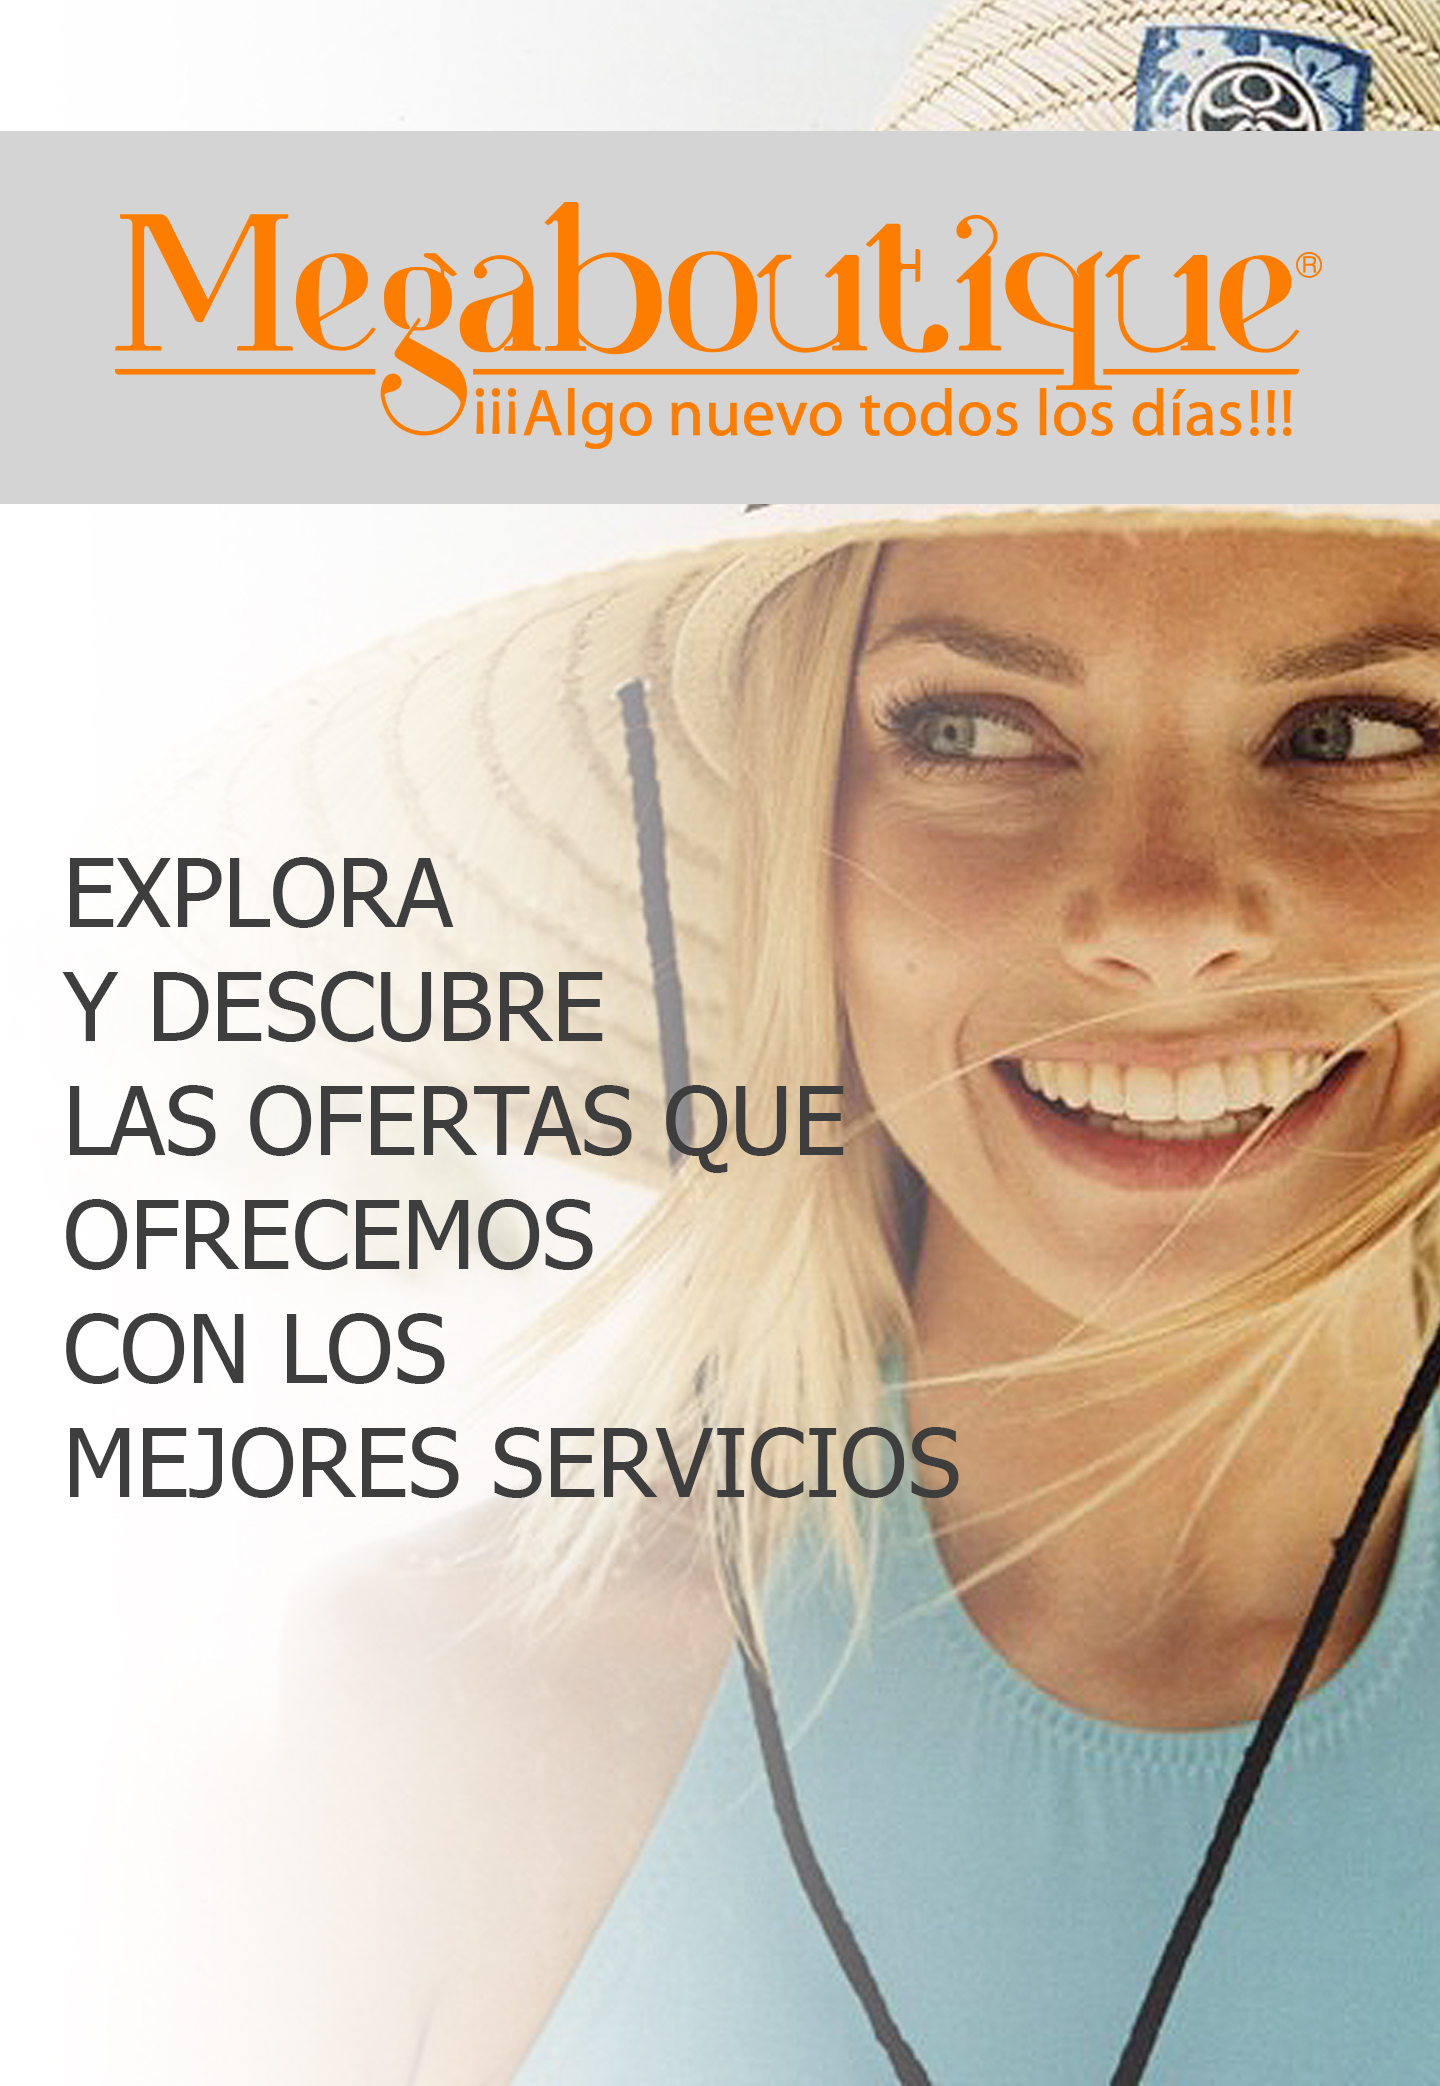 Megaboutique®
¡¡¡Algo nuevo todos los días!!!
EXPLORA
Y DESCUBRE
LAS OFERTAS QUE
OFRECEMOS
CON LOS
MEJORES SERVICIOS